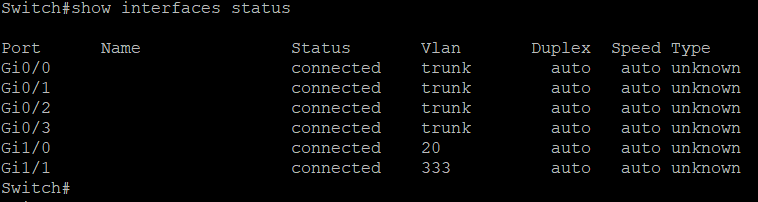 Switch#show interfaces status
Port Name Status Vlan Duplex Speed Type
Gi0/0 connected trunk auto auto unknown
Gi0/1 connected trunk auto auto unknown
Gi0/2 connected trunk auto auto unknown
Gi0/3 connected trunk auto auto unknown
Gi1/0 connected 20 auto auto unknown
Gi1/1 connected 333 auto auto unknown
Switch#